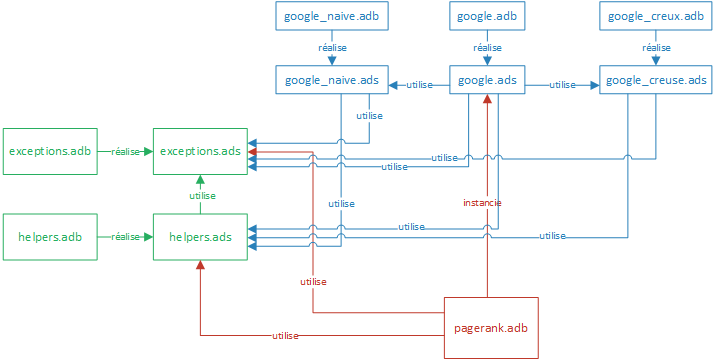 google_naive.adb
google.adb
google_creux.adb
réalise
réalise
réalise
google_naive.ads
utilise
google.ads
utilise
google_creuse.ads
utilise
exceptions.adb
réalise
exceptions.ads
utilise
utilise
utilise
utilise
instancie
helpers.adb
réalise
helpers.ads
utilise
utilise
utilise
pagerank.adb
utilise